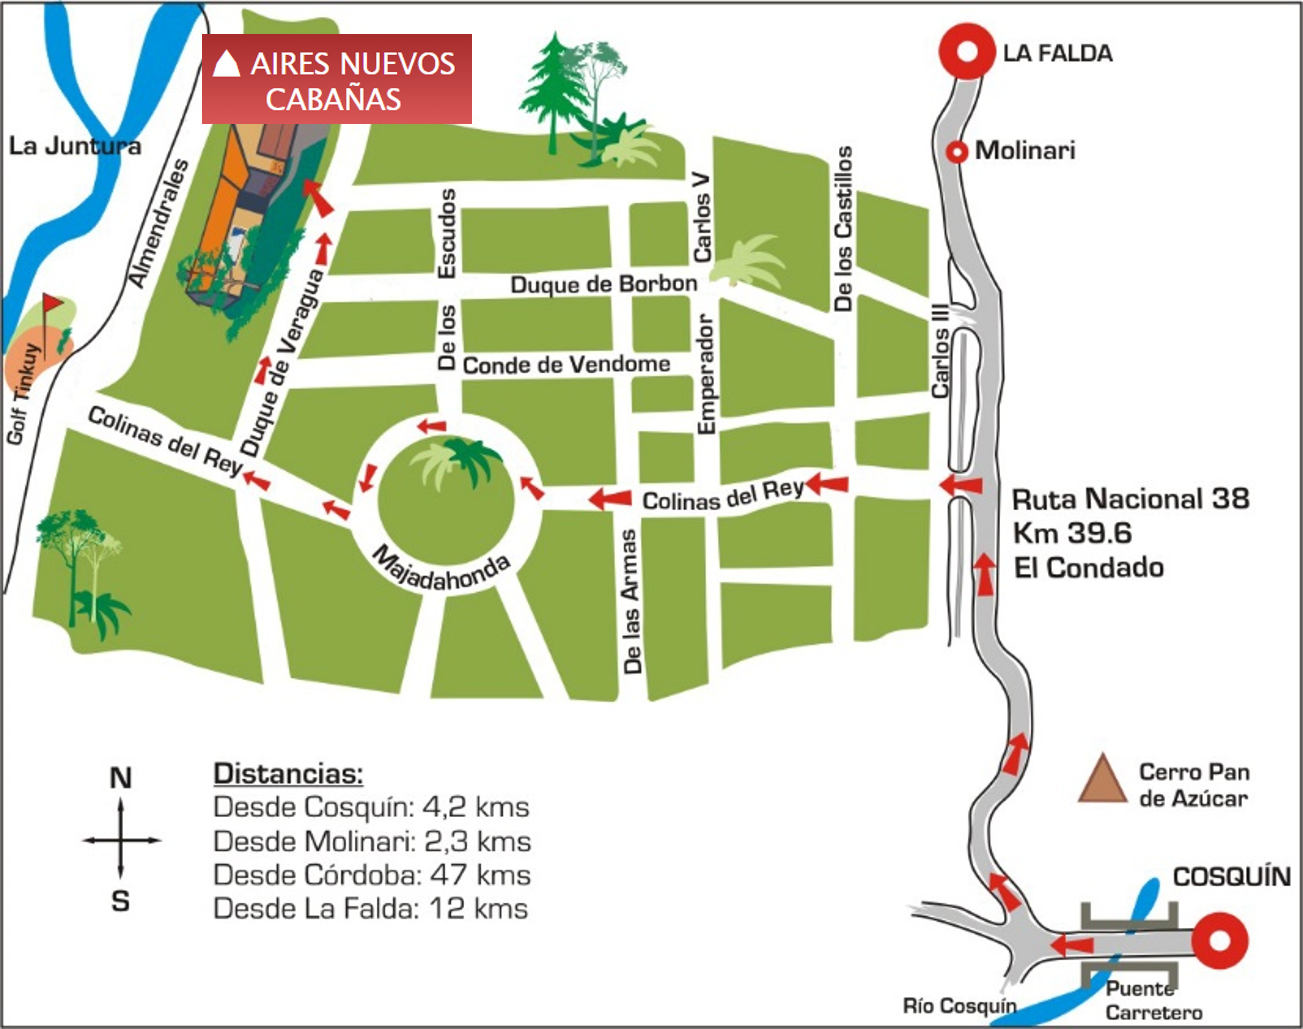 AIRES NUEVOS
CABAÑAS
LA FALDA
Molinari
La Juntura
Almendrales
Golf Tinkuy
Escudos
De los
Carlos V
De los Castillos
Duque de Borbon
Duque de Veragua
Conde de Vendome
Emperador
Carlos III
Colinas del Rey
Colinas del Rey
Majadahonda
De las Armas
Ruta Nacional 38
Km 39.6
El Condado
N
S
Distancias:
Desde Cosquín: 4,2 kms
Desde Molinari: 2,3 kms
Desde Córdoba: 47 kms
Desde La Falda: 12 kms
Cerro Pan
de Azúcar
COSQUÍN
Río Cosquín
Puente
Carretero